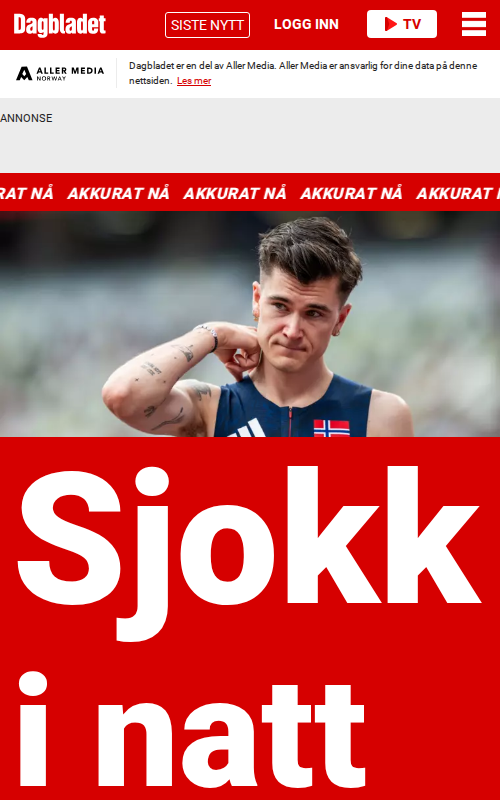 Dagbladet SISTE NYTT LOGG INN TV
ALLER MEDIA
NORWAY
Dagbladet er en del av Aller Media. Aller Media er ansvarlig for dine data på denne
nettsiden. Les mer
ANNONSE
RAT NÅ AKKURAT NÅ AKKURAT NÅ AKKURAT NÅ AKKURAT N
Sjokk
i natt